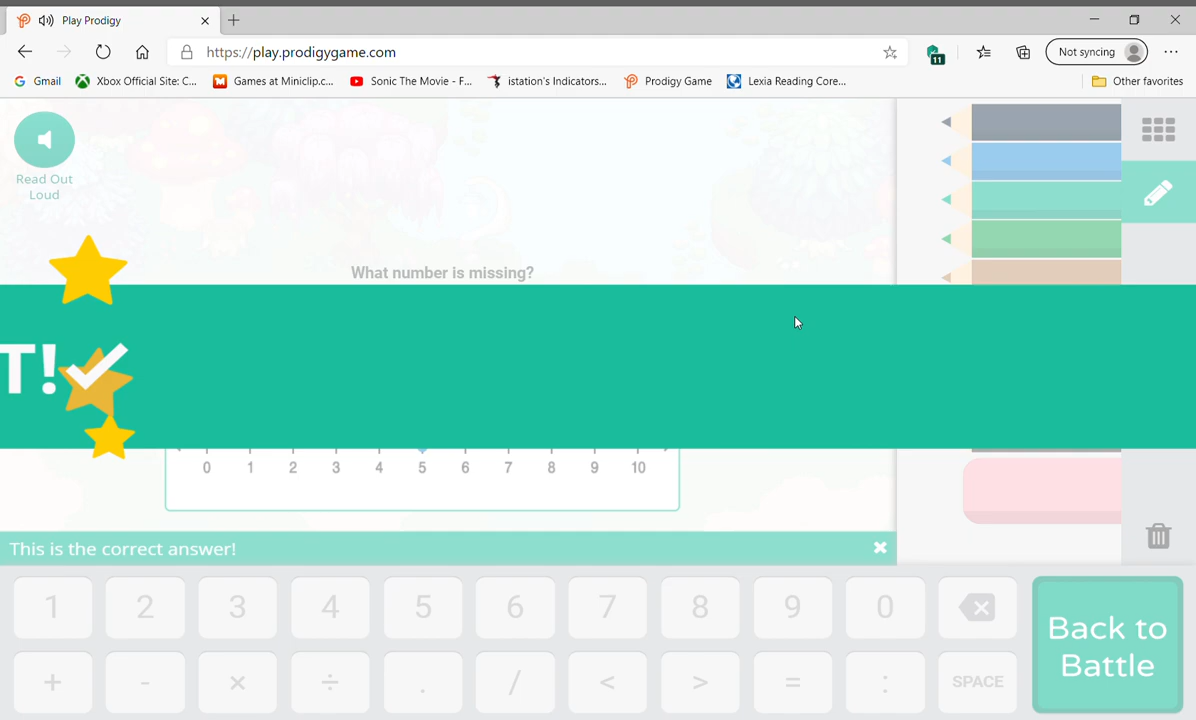 Play Prodigy
https://play.prodigygame.com
11
Not syncing
Gmail
Xbox Official Site: C...
Games at Miniclip.c...
Sonic The Movie - F...
istation's Indicators...
Prodigy Game
Lexia Reading Core...
Other favorites
Read Out
Loud
What number is missing?
T!
0 1 2 3 4 5 6 7 8 9 10
This is the correct answer!
1 2 3 4 5 6 7 8 9 0
+ - × ÷ . / < > = : SPACE
Back to
Battle